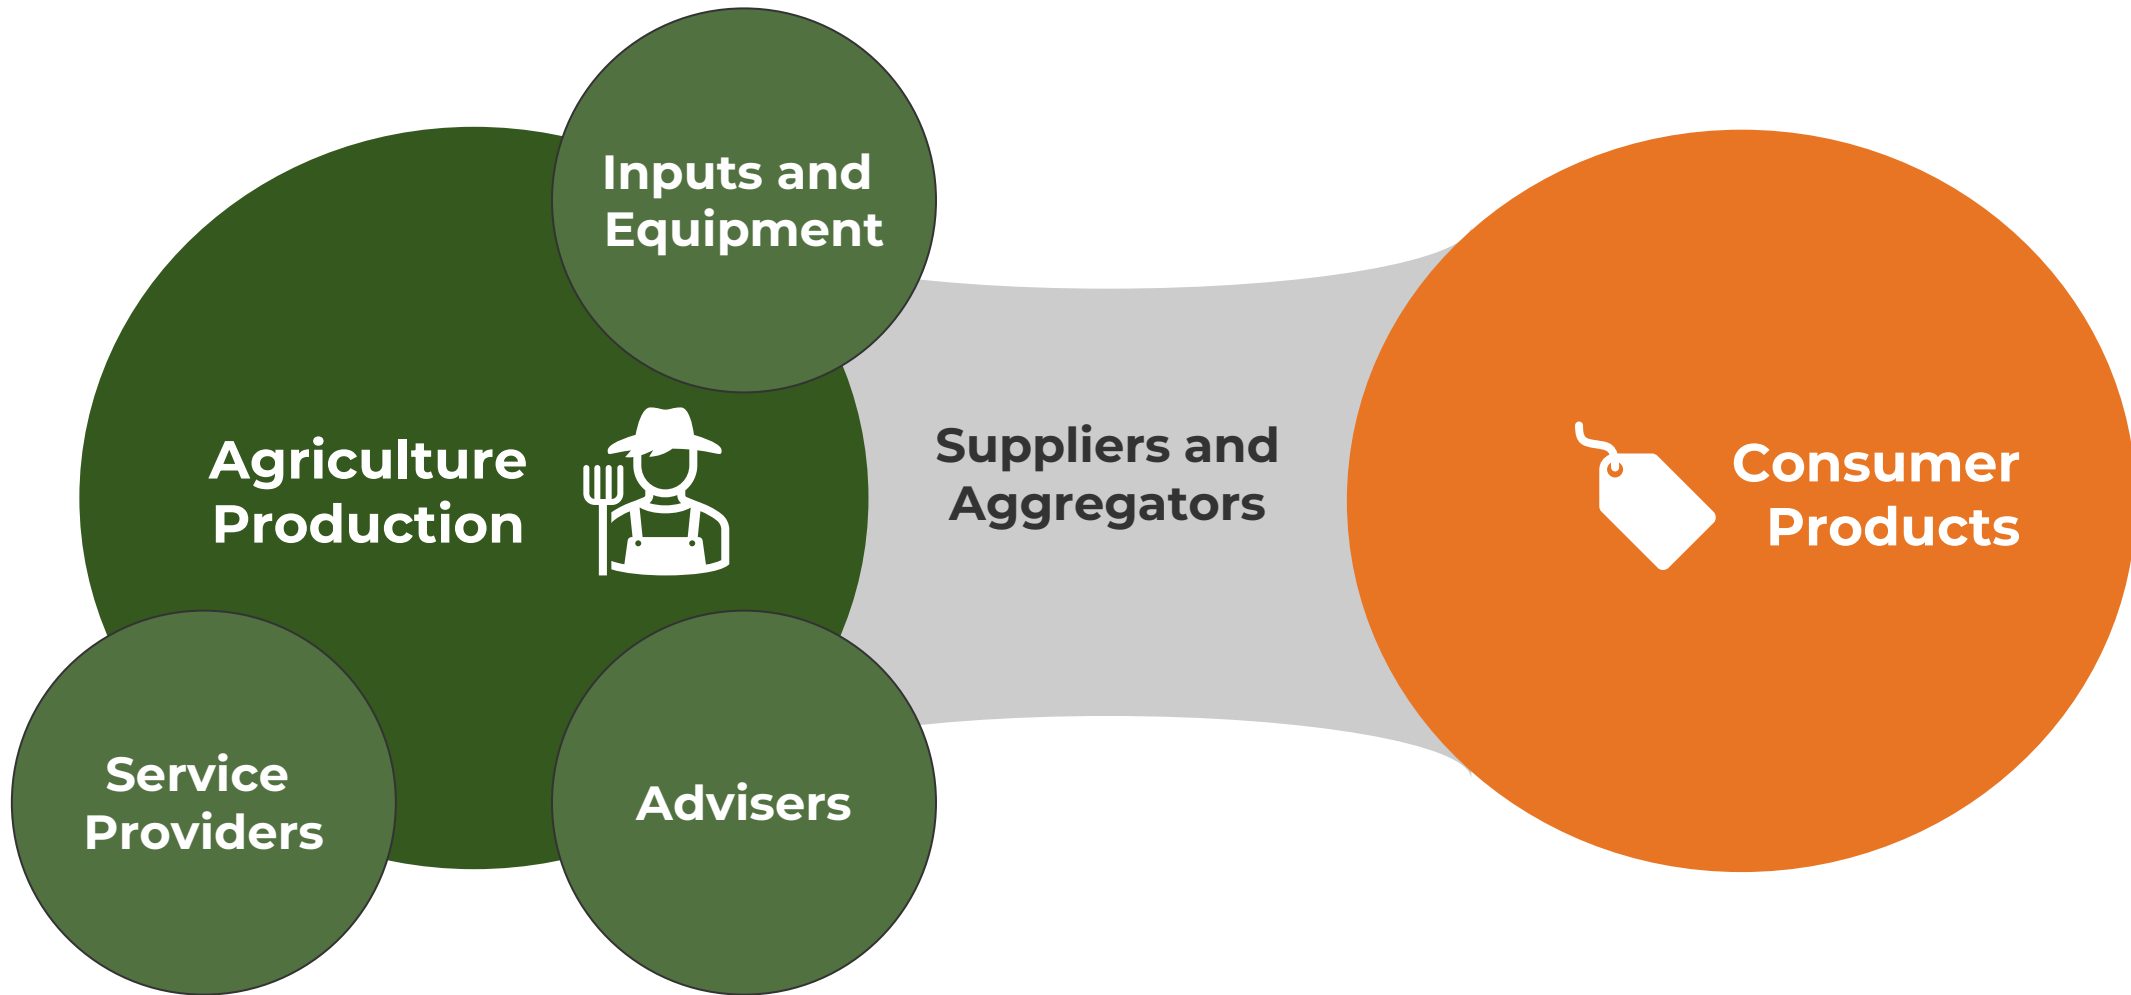 Inputs and
Equipment
Agriculture
Production
Suppliers and
Aggregators
Consumer
Products
Service
Providers
Advisers